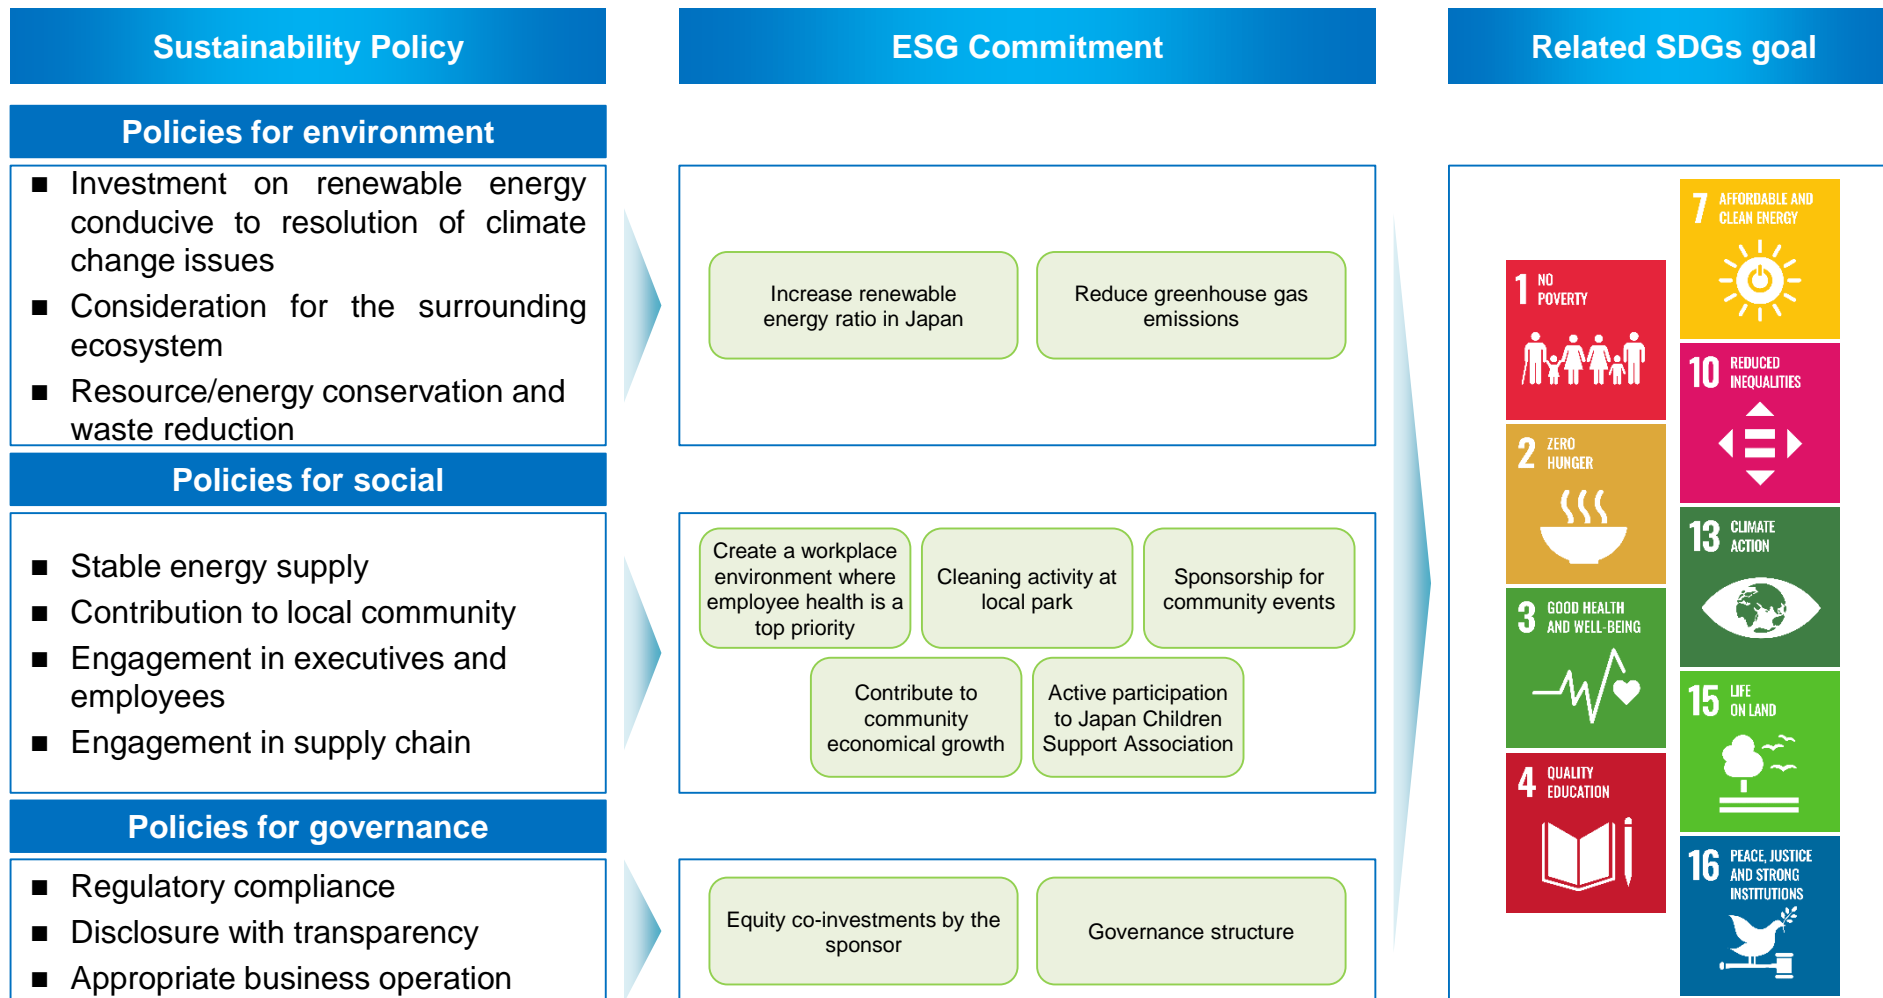 Sustainability Policy
ESG Commitment
Related SDGs goal
Policies for environment
■ Investment on renewable energy
conducive to resolution of climate
change issues
■ Consideration for the surrounding
ecosystem
■ Resource/energy conservation and
waste reduction
Increase renewable
energy ratio in Japan
Reduce greenhouse gas
emissions
Policies for social
■ Stable energy supply
■ Contribution to local community
■ Engagement in executives and
employees
■ Engagement in supply chain
Create a workplace
environment where
employee health is a
top priority
Cleaning activity at
local park
Sponsorship for
community events
Contribute to
community
economical growth
Active participation
to Japan Children
Support Association
Policies for governance
■ Regulatory compliance
■ Disclosure with transparency
■ Appropriate business operation
Equity co-investments by the
sponsor
Governance structure
1 NO
POVERTY
2 ZERO
HUNGER
3 GOOD HEALTH
AND WELL-BEING
4 QUALITY
EDUCATION
7 AFFORDABLE AND
CLEAN ENERGY
10 REDUCED
INEQUALITIES
13 CLIMATE
ACTION
15 LIFE
ON LAND
16 PEACE, JUSTICE
AND STRONG
INSTITUTIONS